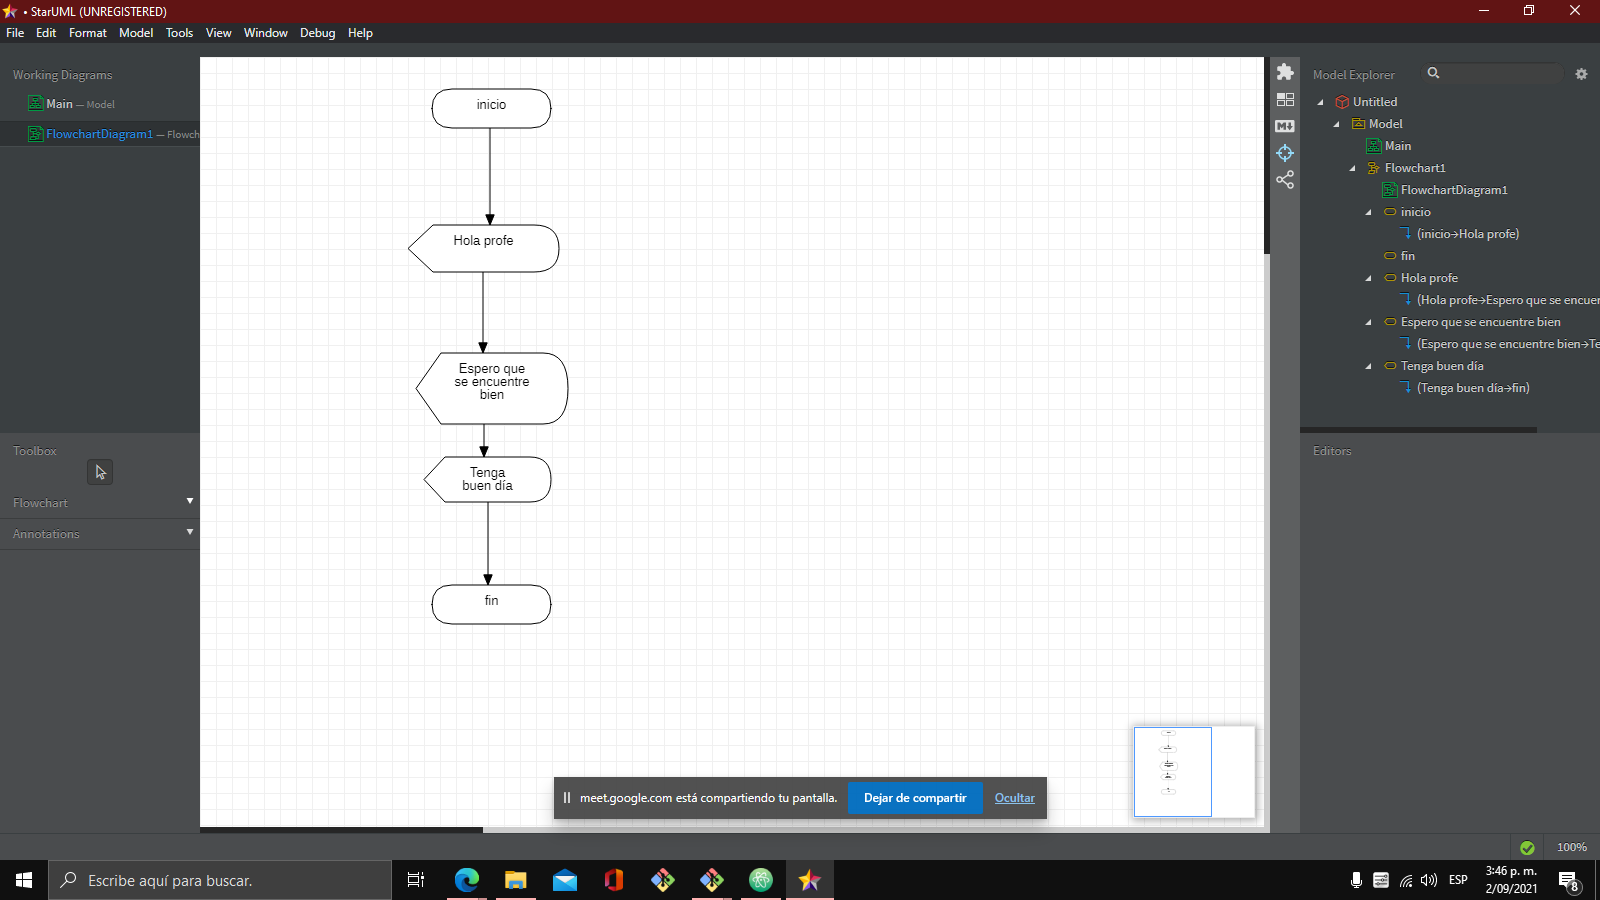 • StarUML (UNREGISTERED)
File Edit Format Model Tools View Window Debug Help
Working Diagrams
Main — Model
FlowchartDiagram1 — Flowch
Toolbox
Flowchart
Annotations
inicio
Hola profe
Espero que
se encuentre
bien
Tenga
buen día
fin
Model Explorer
Untitled
Model
Main
Flowchart1
FlowchartDiagram1
inicio
(inicio→Hola profe)
fin
Hola profe
(Hola profe→Espero que se encuer
Espero que se encuentre bien
(Espero que se encuentre bien→Te
Tenga buen día
(Tenga buen día→fin)
Editors
meet.google.com está compartiendo tu pantalla. Dejar de compartir Ocultar
100%
Escribe aquí para buscar.
ESP
3:46 p. m.
2/09/2021
8